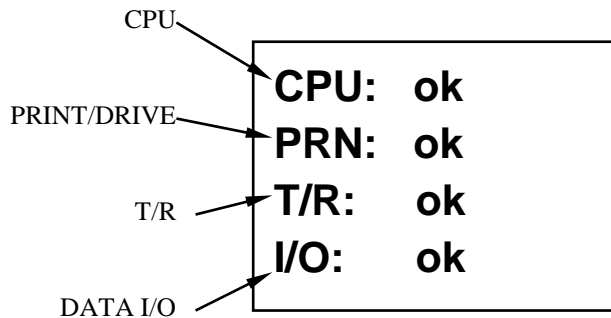 CPU
CPU: ok
PRINT/DRIVE
PRN: ok
T/R
T/R: ok
I/O: ok
DATA I/O